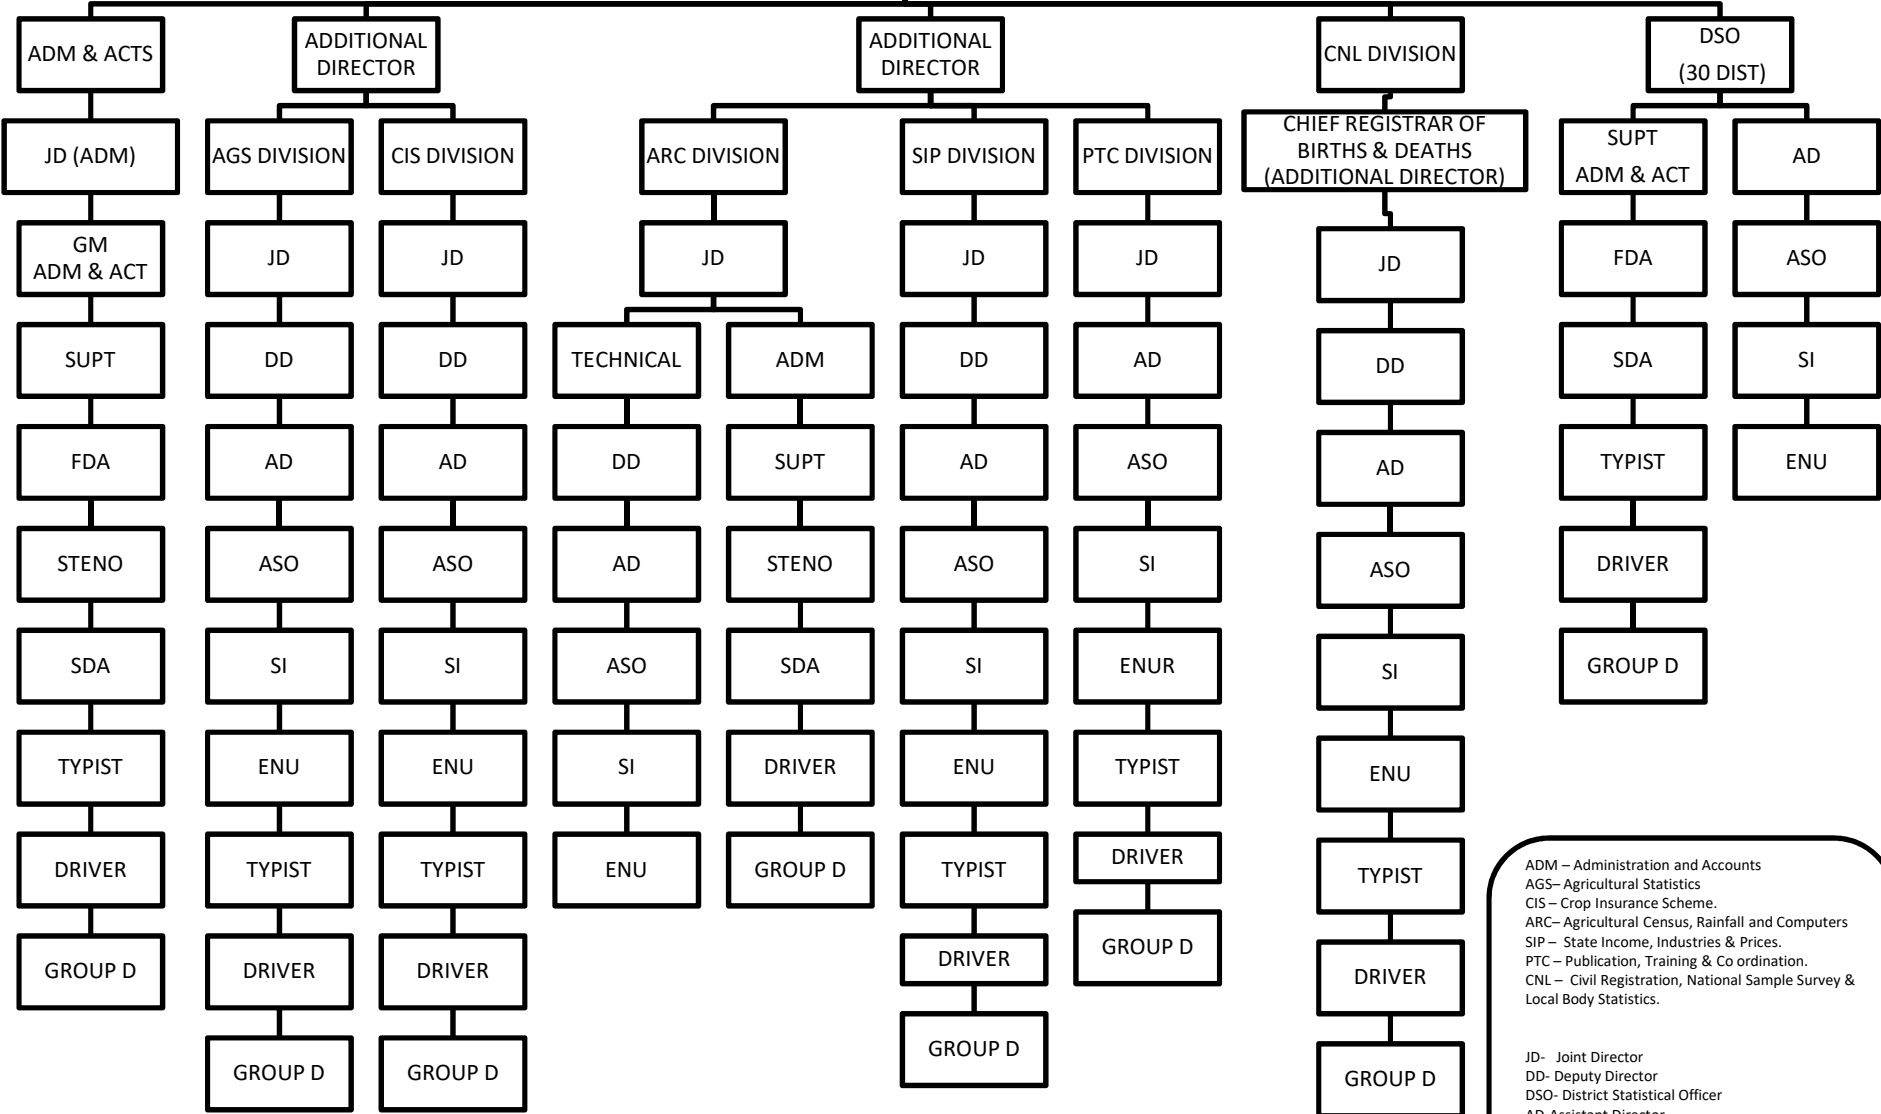 ADM & ACTS
ADDITIONAL
DIRECTOR
ADDITIONAL
DIRECTOR
CNL DIVISION
DSO
(30 DIST)
JD (ADM)
GM
ADM & ACT
SUPT
FDA
STENO
SDA
TYPIST
DRIVER
GROUP D
AGS DIVISION
JD
DD
AD
ASO
SI
ENU
TYPIST
DRIVER
GROUP D
CIS DIVISION
JD
DD
AD
ASO
SI
ENU
TYPIST
DRIVER
GROUP D
ARC DIVISION
JD
TECHNICAL
DD
AD
ASO
SI
ENU
ADM
SUPT
STENO
SDA
DRIVER
GROUP D
SIP DIVISION
JD
DD
AD
ASO
SI
ENU
TYPIST
DRIVER
GROUP D
PTC DIVISION
JD
AD
ASO
SI
ENUR
TYPIST
DRIVER
GROUP D
CHIEF REGISTRAR OF
BIRTHS & DEATHS
(ADDITIONAL DIRECTOR)
JD
DD
AD
ASO
SI
ENU
TYPIST
DRIVER
GROUP D
SUPT
ADM & ACT
FDA
SDA
TYPIST
DRIVER
GROUP D
AD
ASO
SI
ENU
ADM – Administration and Accounts
AGS– Agricultural Statistics
CIS – Crop Insurance Scheme.
ARC– Agricultural Census, Rainfall and Computers
SIP – State Income, Industries & Prices.
PTC – Publication, Training & Co ordination.
CNL – Civil Registration, National Sample Survey &
Local Body Statistics.
JD- Joint Director
DD- Deputy Director
DSO- District Statistical Officer
AD-Assistant Director